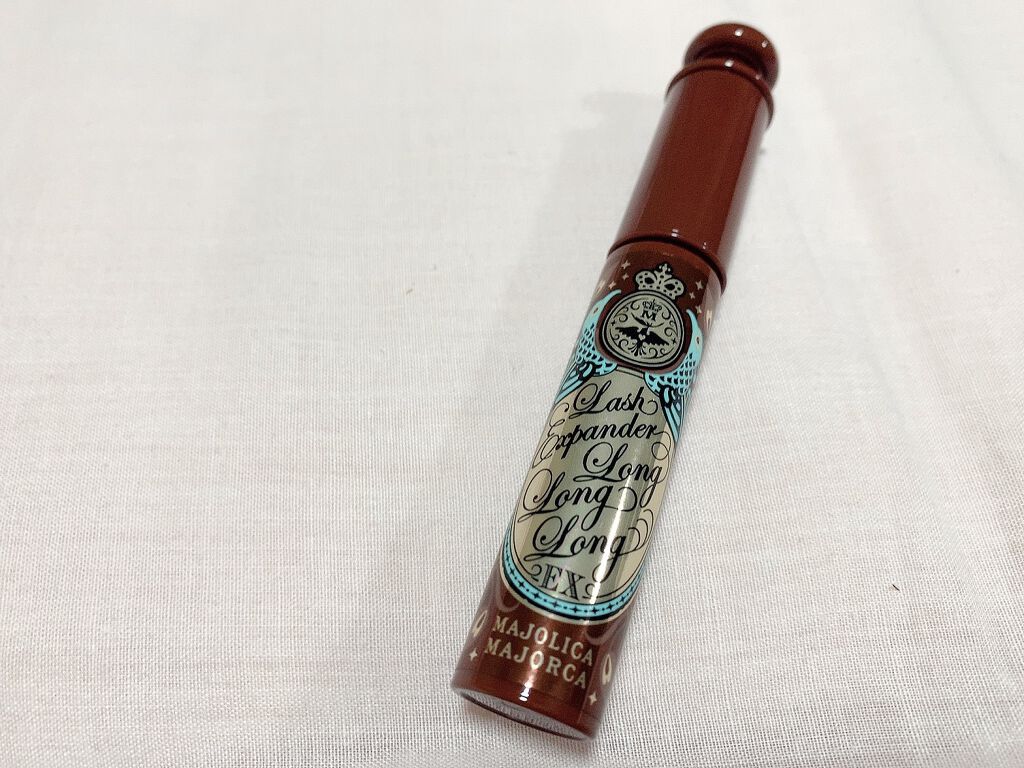 M
Lash
Expander
Long
Long
Long
EX
MAJOLICA
MAJORCA